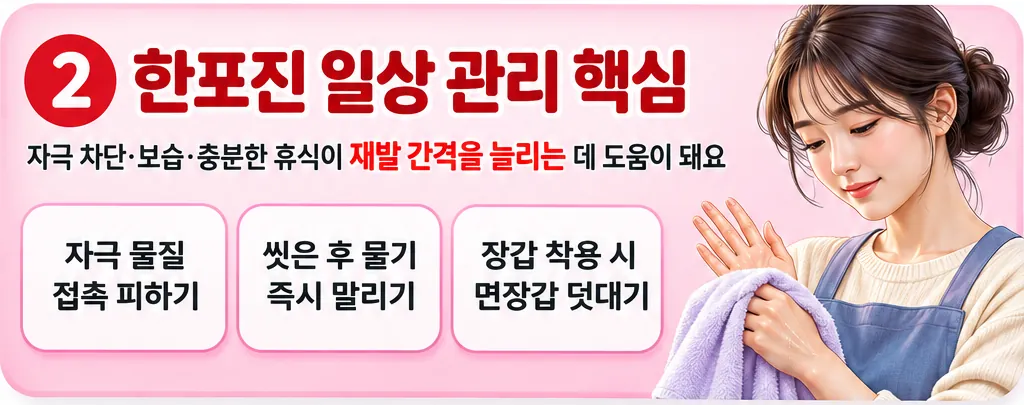 2 한포진 일상 관리 핵심
자극 차단·보습·충분한 휴식이 재발 간격을 늘리는 데 도움이 돼요
자극 물질
접촉 피하기
씻은 후 물기
즉시 말리기
장갑 착용 시
면장갑 덧대기